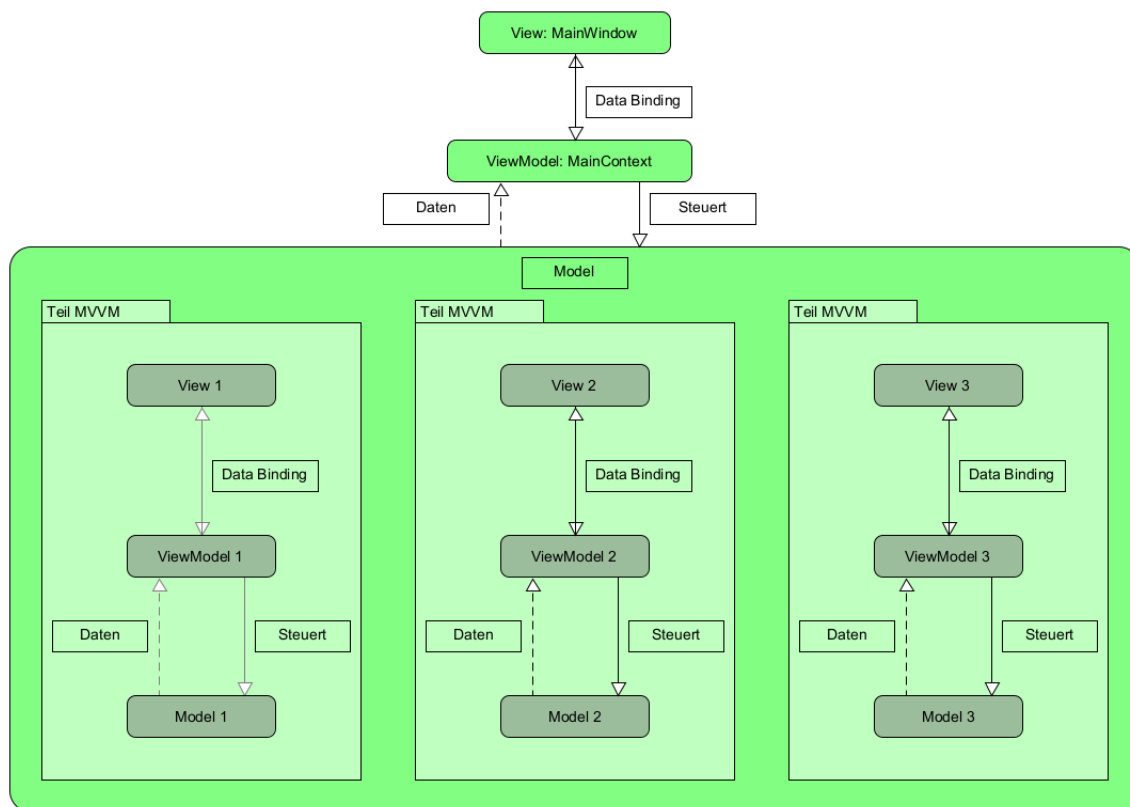 View: MainWindow
Data Binding
ViewModel: MainContext
Daten
Steuert
Model
Teil MVVM
View 1
Data Binding
ViewModel 1
Daten
Steuert
Model 1
Teil MVVM
View 2
Data Binding
ViewModel 2
Daten
Steuert
Model 2
Teil MVVM
View 3
Data Binding
ViewModel 3
Daten
Steuert
Model 3